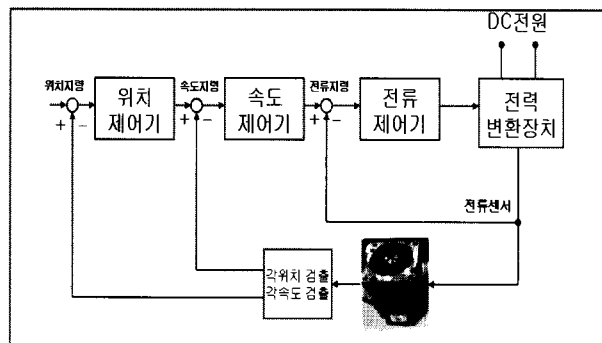 DC전원
위치지령
속도지령
전류지령
위치
제어기
속도
제어기
전류
제어기
전력
변환장치
+
−
+
−
+
−
전류센서
각위치 검출
각속도 검출